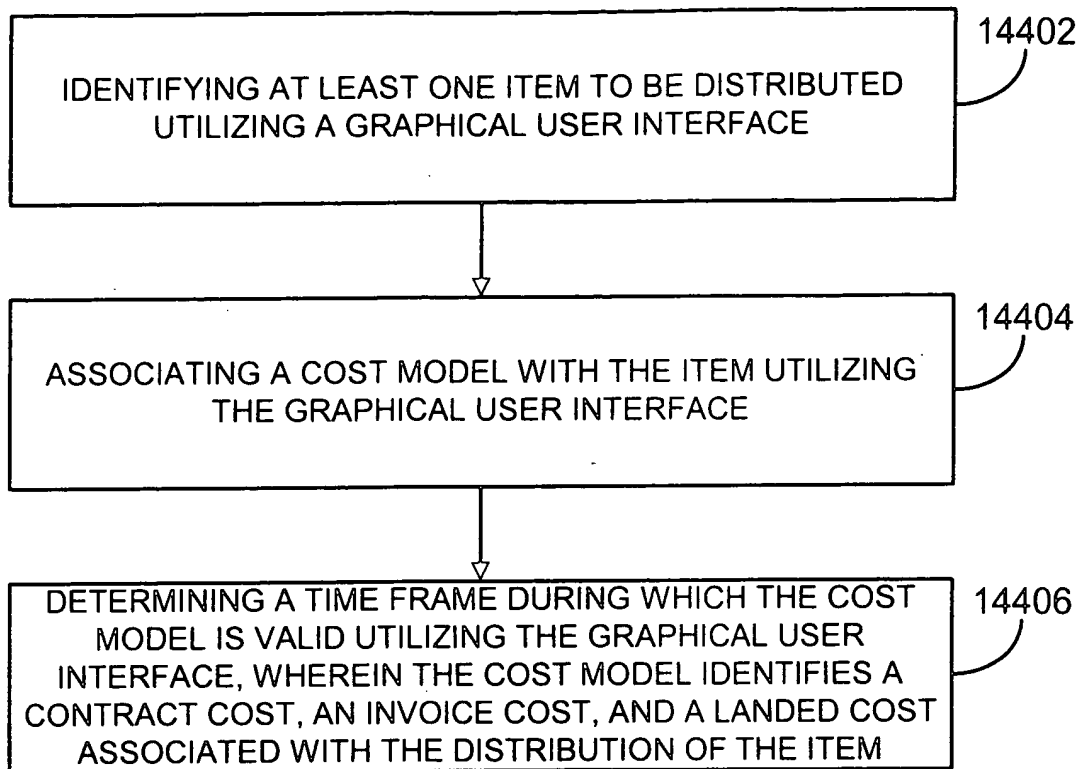 14402
IDENTIFYING AT LEAST ONE ITEM TO BE DISTRIBUTED
UTILIZING A GRAPHICAL USER INTERFACE
14404
ASSOCIATING A COST MODEL WITH THE ITEM UTILIZING
THE GRAPHICAL USER INTERFACE
14406
DETERMINING A TIME FRAME DURING WHICH THE COST
MODEL IS VALID UTILIZING THE GRAPHICAL USER
INTERFACE, WHEREIN THE COST MODEL IDENTIFIES A
CONTRACT COST, AN INVOICE COST, AND A LANDED COST
ASSOCIATED WITH THE DISTRIBUTION OF THE ITEM